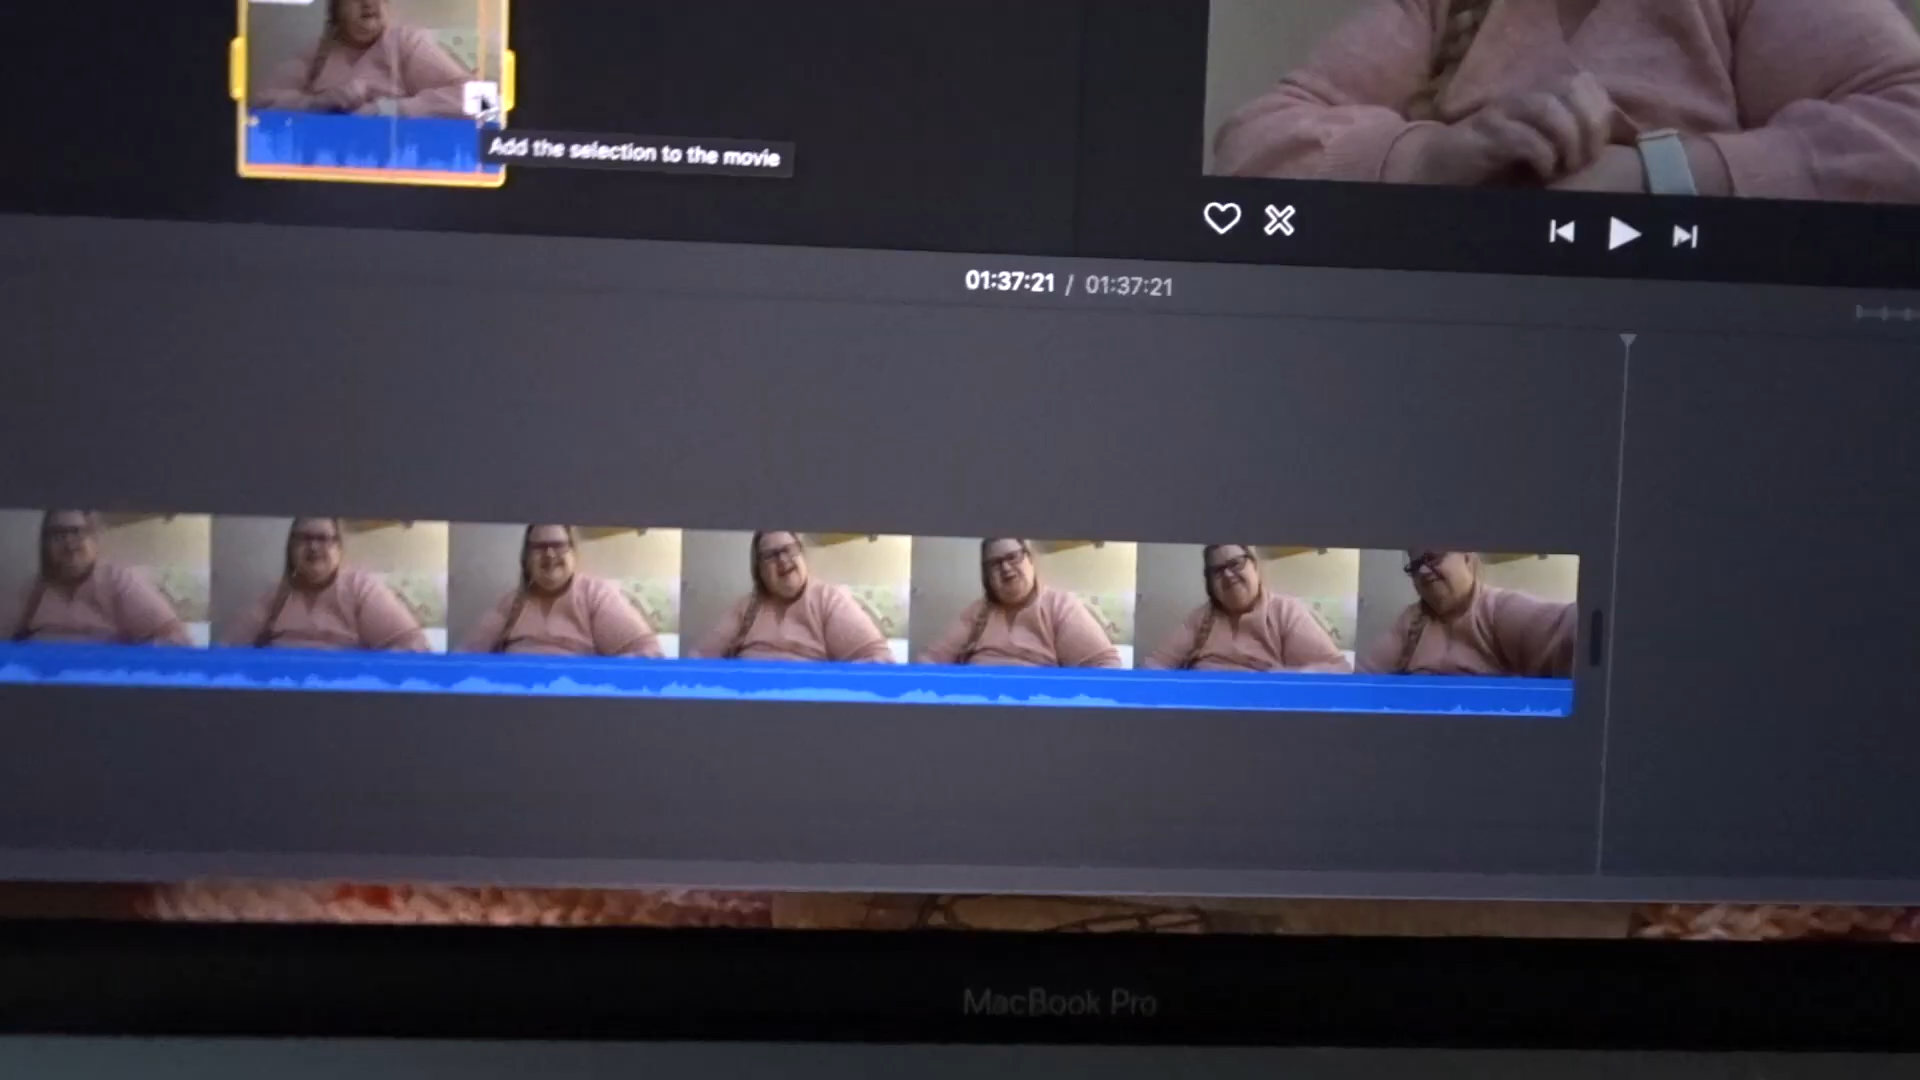 Add the selection to the movie
01:37:21 / 01:37:21
MacBook Pro